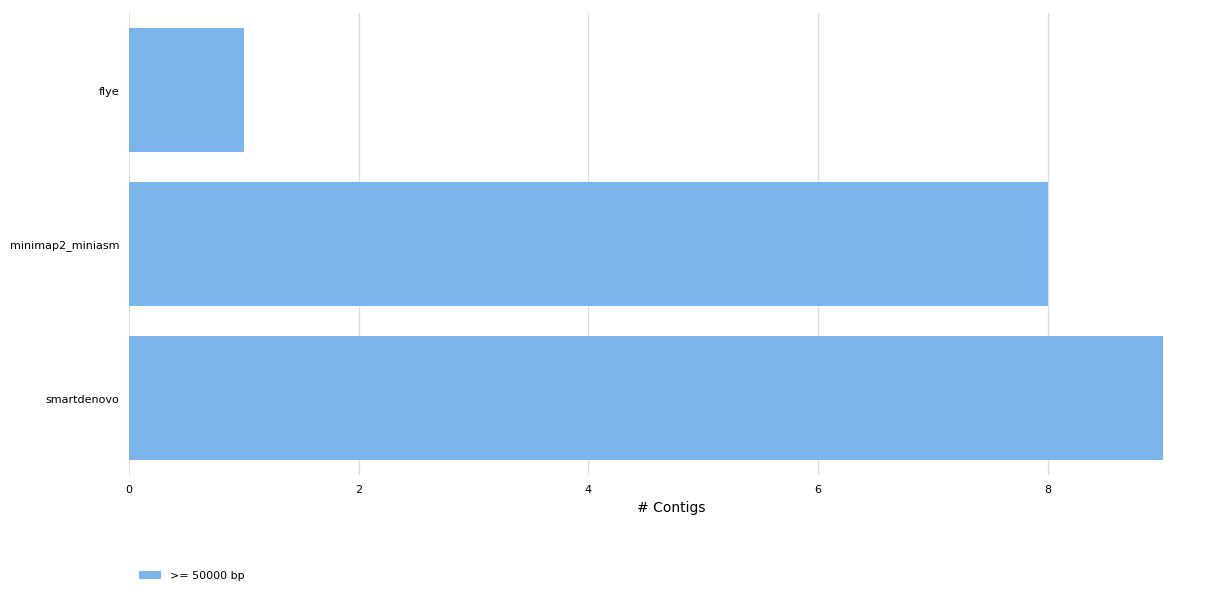 flye
minimap2_miniasm
smartdenovo
0 2 4 6 8
# Contigs
>= 50000 bp